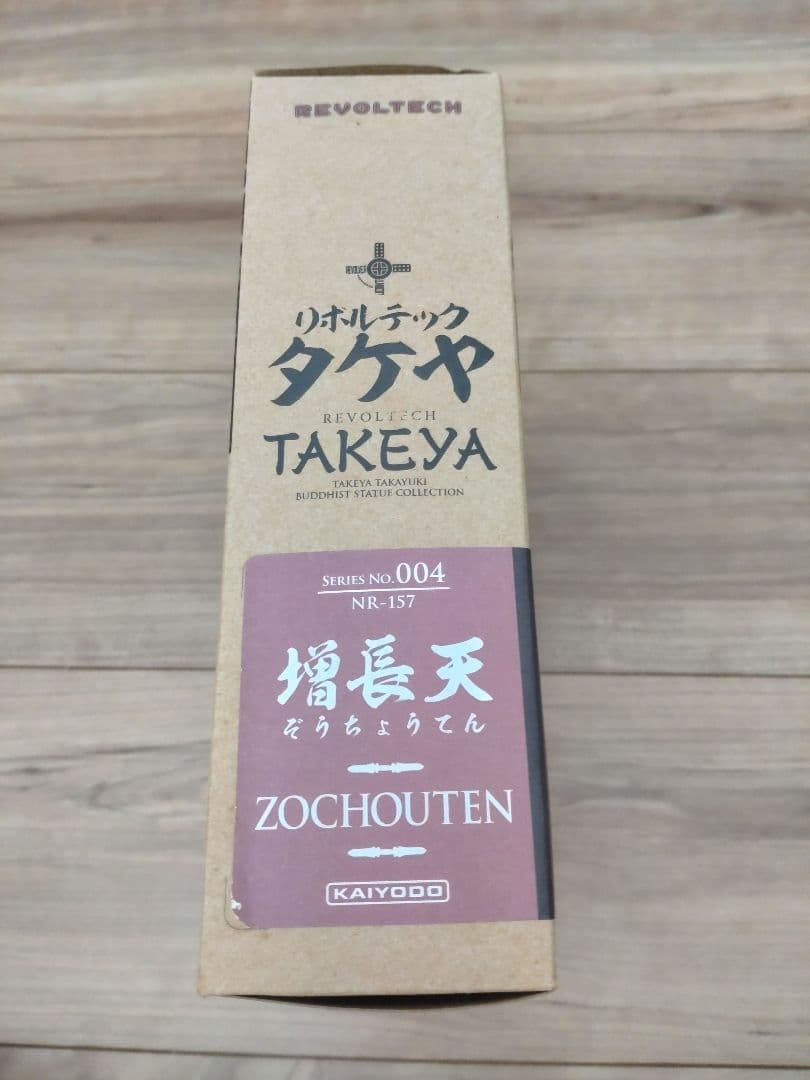 REVOLTECH
REVOLVER
リボルテック
タケヤ
REVOLTECH
TAKEYA
TAKEYA TAKAYUKI
BUDDHIST STATUE COLLECTION
SERIES NO.004
NR-157
増長天
ぞうちょうてん
ZOCHOUTEN
KAIYODO